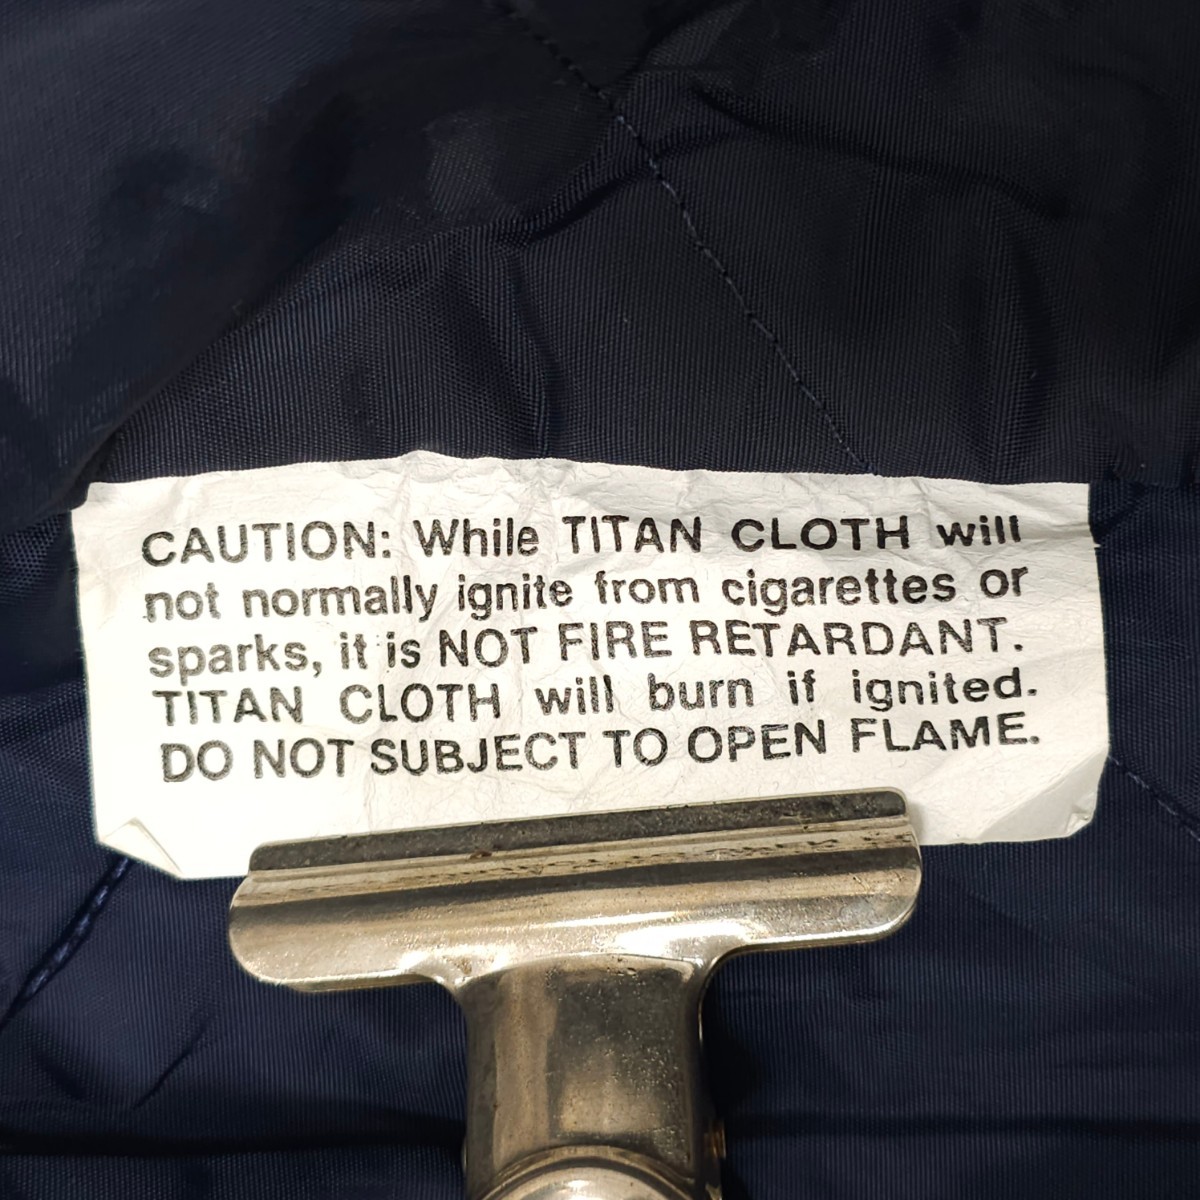 CAUTION: While TITAN CLOTH will
not normally ignite from cigarettes or
sparks, it is NOT FIRE RETARDANT.
TITAN CLOTH will burn if ignited.
DO NOT SUBJECT TO OPEN FLAME.